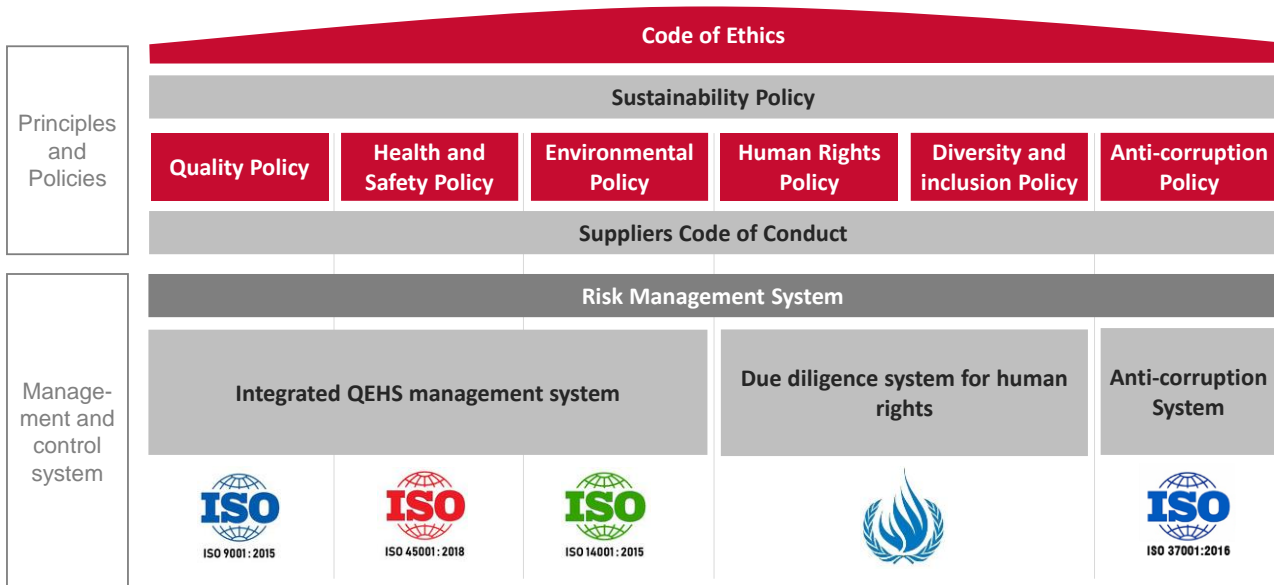 Code of Ethics
Principles
and
Policies
Sustainability Policy
Quality Policy
Health and
Safety Policy
Environmental
Policy
Human Rights
Policy
Diversity and
inclusion Policy
Anti-corruption
Policy
Suppliers Code of Conduct
Manage-
ment and
control
system
Risk Management System
Integrated QEHS management system
Due diligence system for human
rights
Anti-corruption
System
ISO
ISO 9001:2015
ISO
ISO 45001:2018
ISO
ISO 14001:2015
ISO
ISO 37001:2016